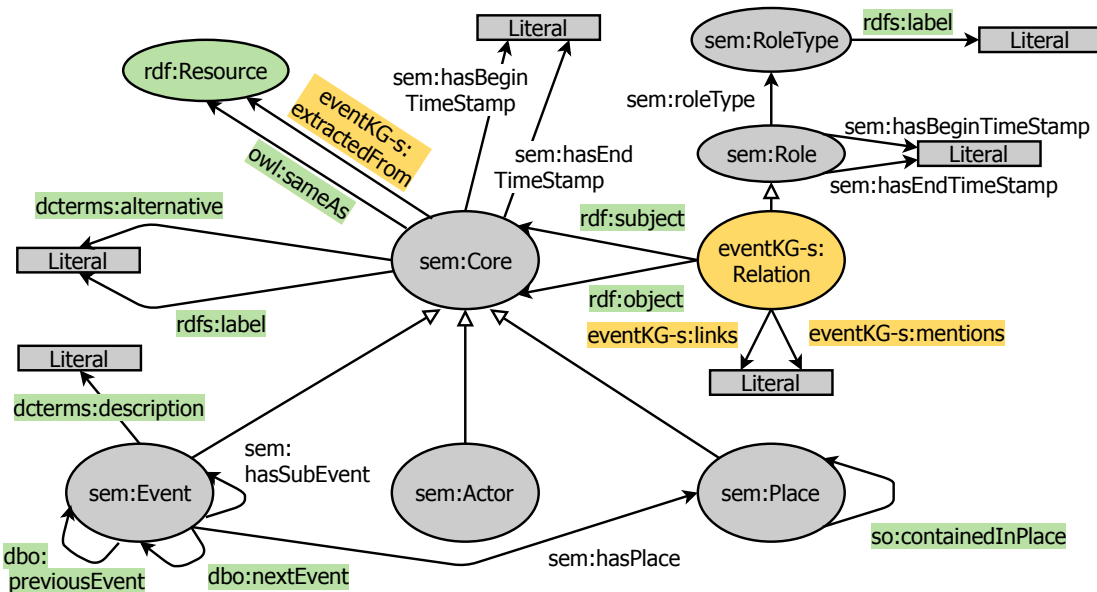 Literal
sem:RoleType
rdfs:label
Literal
rdf:Resource
eventKG-s:
extractedFrom
sem:hasBegin
TimeStamp
sem:roleType
owl:sameAs
sem:hasEnd
TimeStamp
sem:Role
sem:hasBeginTimeStamp
Literal
sem:hasEndTimeStamp
dcterms:alternative
Literal
rdfs:label
sem:Core
rdf:subject
rdf:object
eventKG-s:
Relation
eventKG-s:links
eventKG-s:mentions
Literal
Literal
dcterms:description
sem:
hasSubEvent
sem:Event
sem:Actor
sem:Place
dbo:
previousEvent
dbo:nextEvent
sem:hasPlace
so:containedInPlace